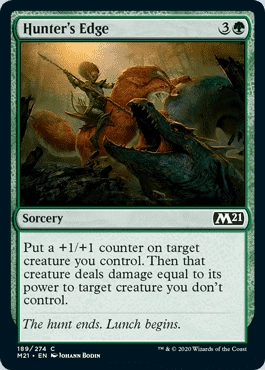 Hunter's Edge 3
Sorcery M21
Put a +1/+1 counter on target
creature you control. Then that
creature deals damage equal to its
power to target creature you don't
control.
The hunt ends. Lunch begins.
189/274 C
M21 • EN Johann Bodin
™ & © 2020 Wizards of the Coast